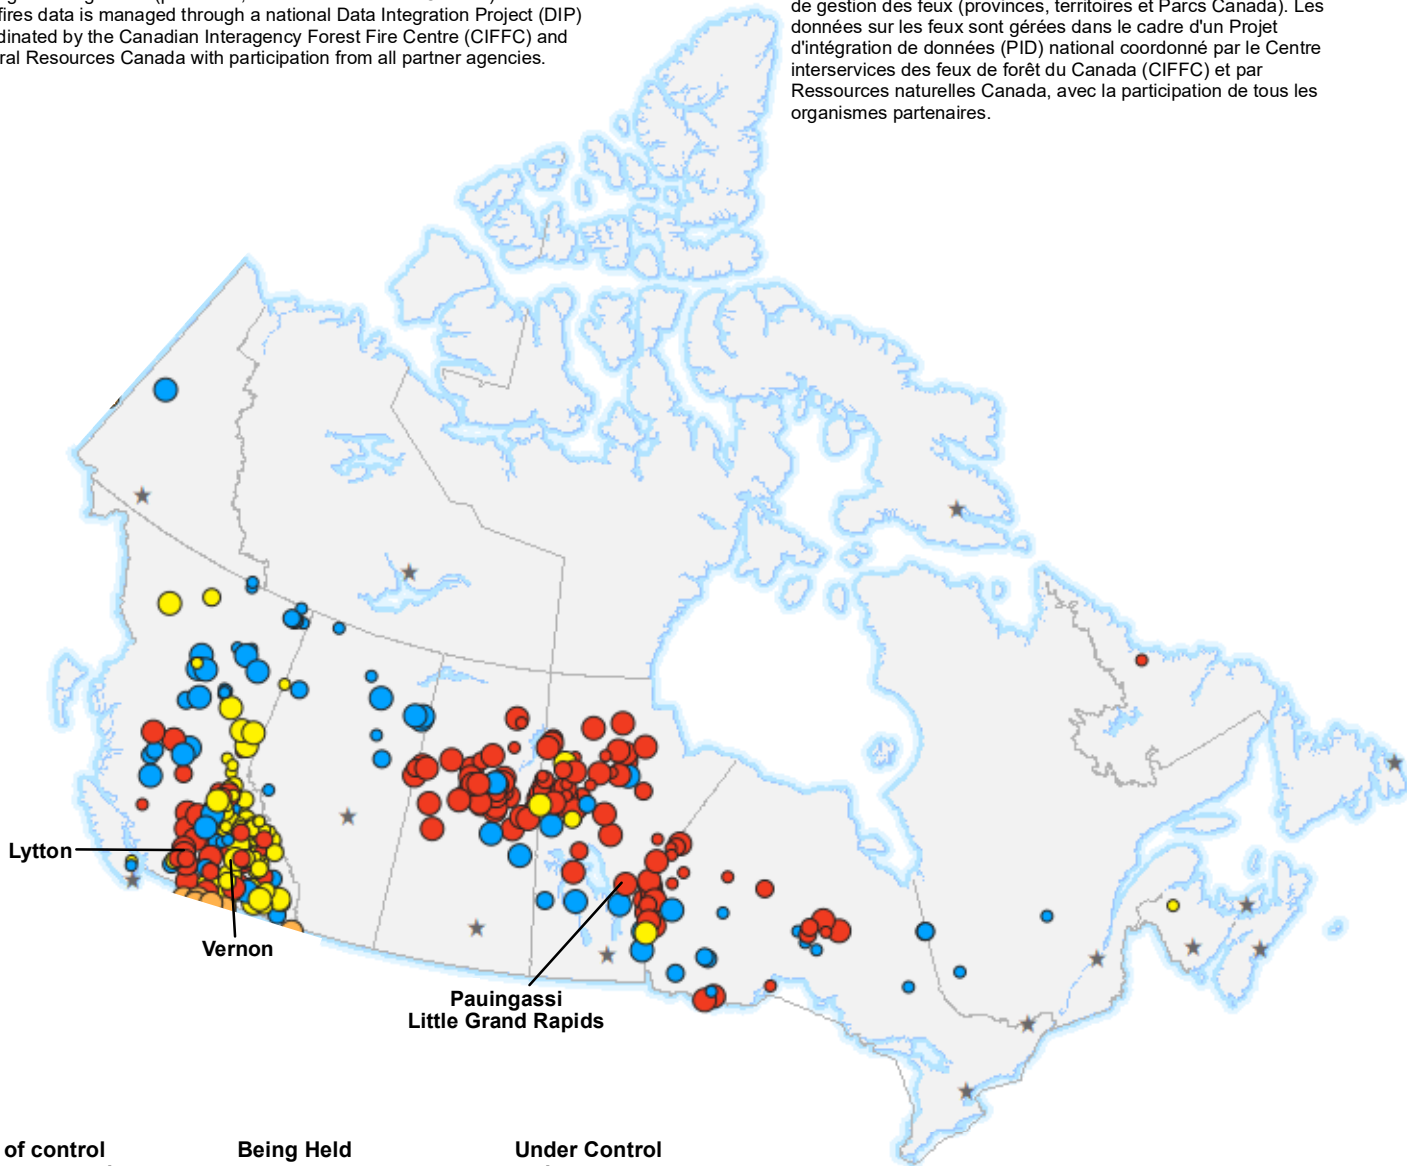 fires data is managed through a national Data Integration Project (DIP)
dinated by the Canadian Interagency Forest Fire Centre (CIFFC) and
ral Resources Canada with participation from all partner agencies.
de gestion des feux (provinces, territoires et Parcs Canada). Les
données sur les feux sont gérées dans le cadre d'un Projet
d'intégration de données (PID) national coordonné par le Centre
interservices des feux de forêt du Canada (CIFFC) et par
Ressources naturelles Canada, avec la participation de tous les
organismes partenaires.
Lytton
Vernon
Pauingassi
Little Grand Rapids
of control
Being Held
Under Control